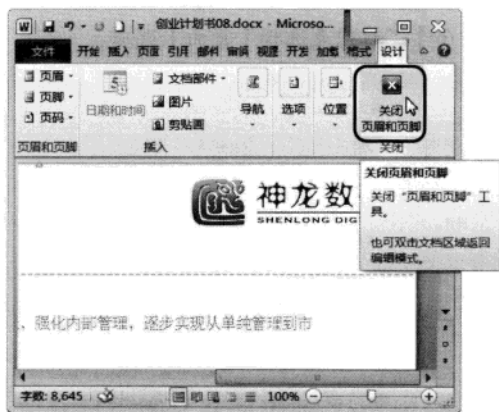 创业计划书08.docx - Microso...
文件 开始 插入 页面 引用 邮件 审阅 视图 开发 加载 格式 设计
页眉
页脚
页码
页眉和页脚
日期和时间
文档部件
图片
剪贴画
插入
导航
选项
位置
关闭
页眉和页脚
关闭
关闭页眉和页脚
关闭“页眉和页脚”工
具。
也可双击文档区域返回
编辑模式。
神龙数
SHENLONG DIG
、强化内部管理，逐步实现从单纯管理到市
字数: 8,645
100%